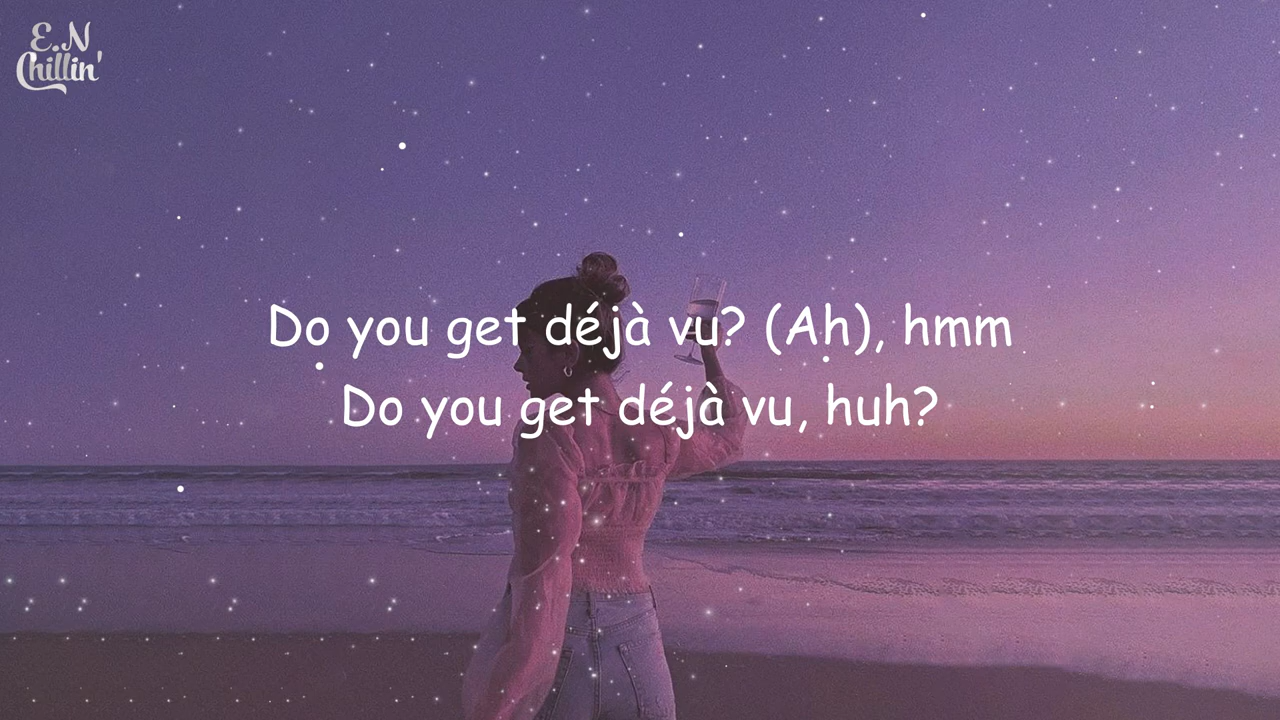 E.N
Chillin'
Do you get déjà vu? (Ah), hmm
Do you get déjà vu, huh?